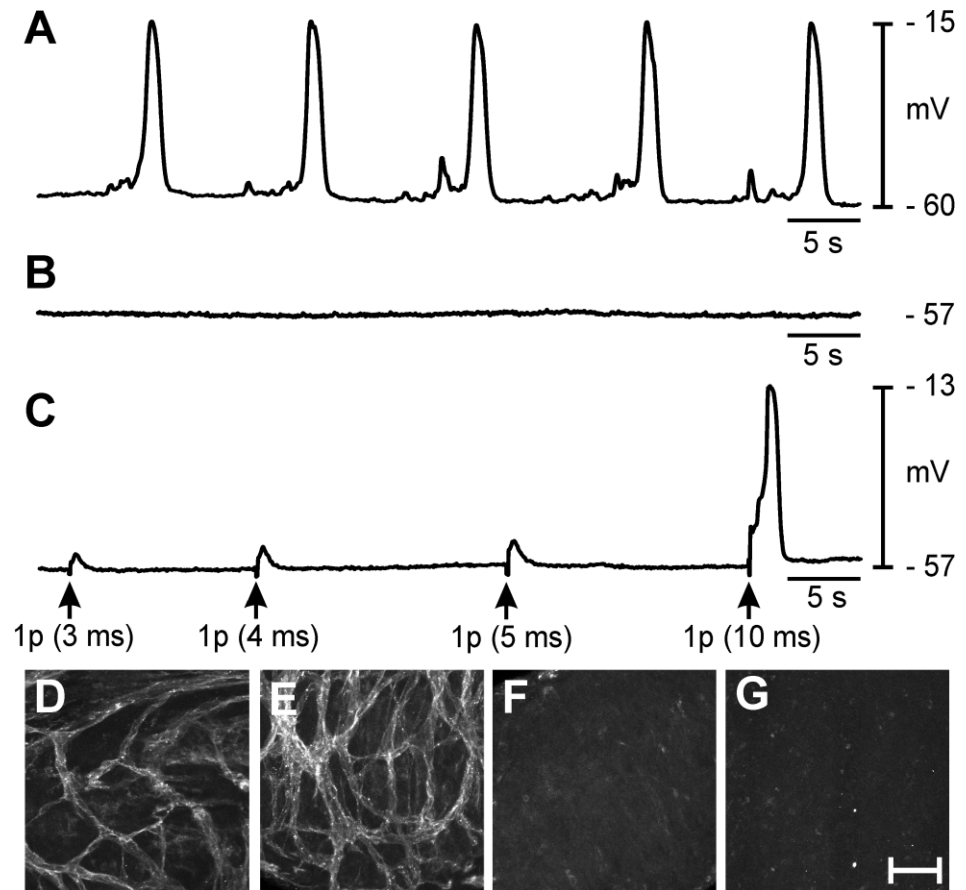 A
- 15
mV
- 60
5 s
B
- 57
5 s
C
- 13
mV
- 57
5 s
1p (3 ms) 1p (4 ms) 1p (5 ms) 1p (10 ms)
D E F G